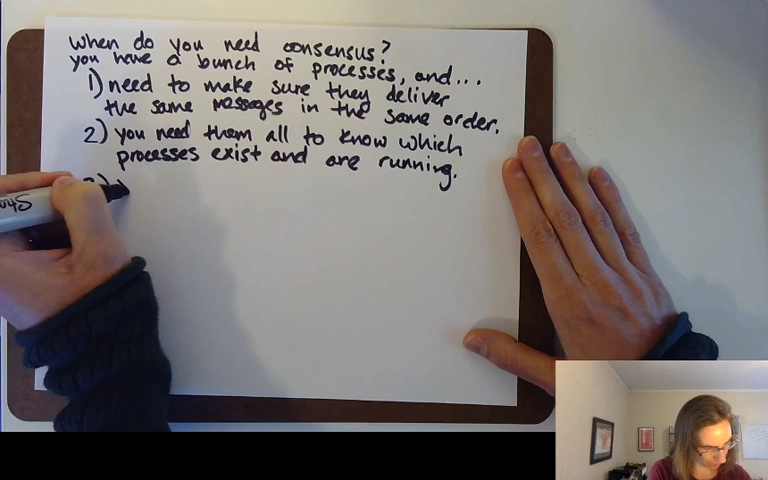 When do you need consensus?
you have a bunch of processes, and...
1) need to make sure they deliver
the same messages in the same order.
2) you need them all to know which
processes exist and are running.